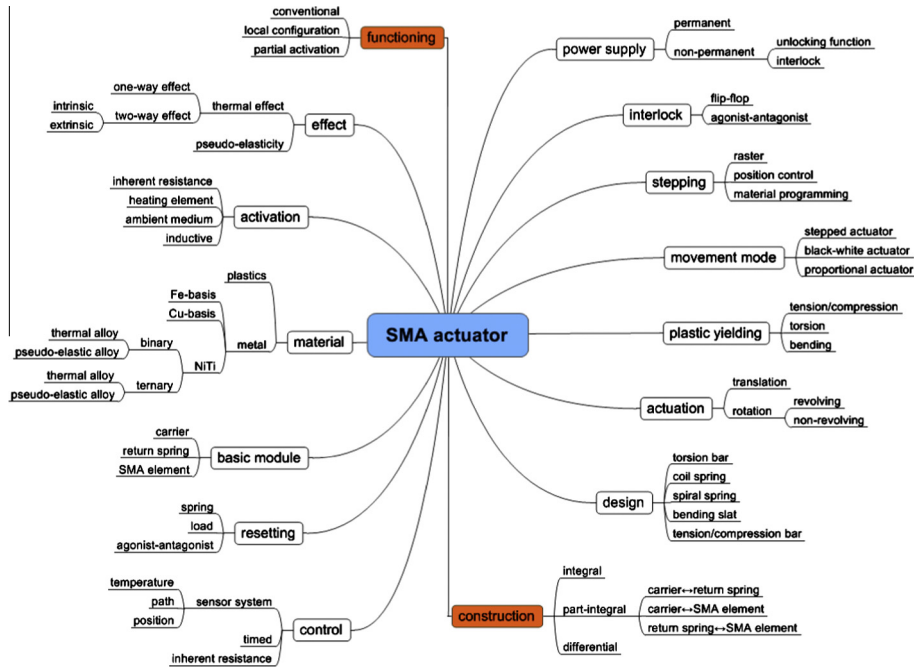 SMA actuator
functioning
conventional
local configuration
partial activation
effect
thermal effect
one-way effect
two-way effect
intrinsic
extrinsic
pseudo-elasticity
activation
inherent resistance
heating element
ambient medium
inductive
material
plastics
metal
Fe-basis
Cu-basis
NiTi
binary
thermal alloy
pseudo-elastic alloy
ternary
thermal alloy
pseudo-elastic alloy
basic module
carrier
return spring
SMA element
resetting
spring
load
agonist-antagonist
control
sensor system
temperature
path
position
timed
inherent resistance
power supply
permanent
non-permanent
unlocking function
interlock
interlock
flip-flop
agonist-antagonist
stepping
raster
position control
material programming
movement mode
stepped actuator
black-white actuator
proportional actuator
plastic yielding
tension/compression
torsion
bending
actuation
translation
rotation
revolving
non-revolving
design
torsion bar
coil spring
spiral spring
bending slat
tension/compression bar
construction
integral
part-integral
carrier↔return spring
carrier↔SMA element
return spring↔SMA element
differential